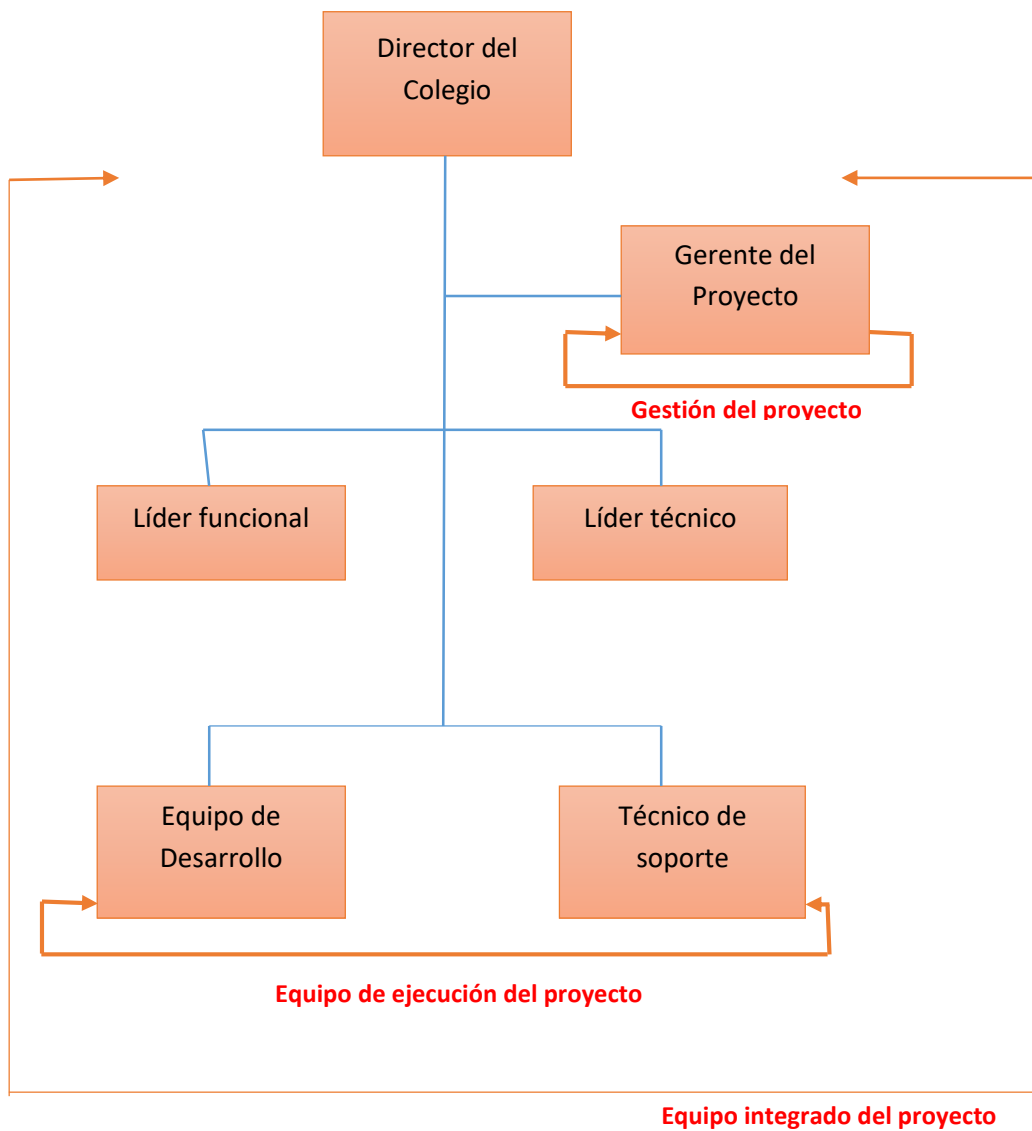 Director del
Colegio
Gerente del
Proyecto
Gestión del proyecto
Líder funcional
Líder técnico
Equipo de
Desarrollo
Técnico de
soporte
Equipo de ejecución del proyecto
Equipo integrado del proyecto